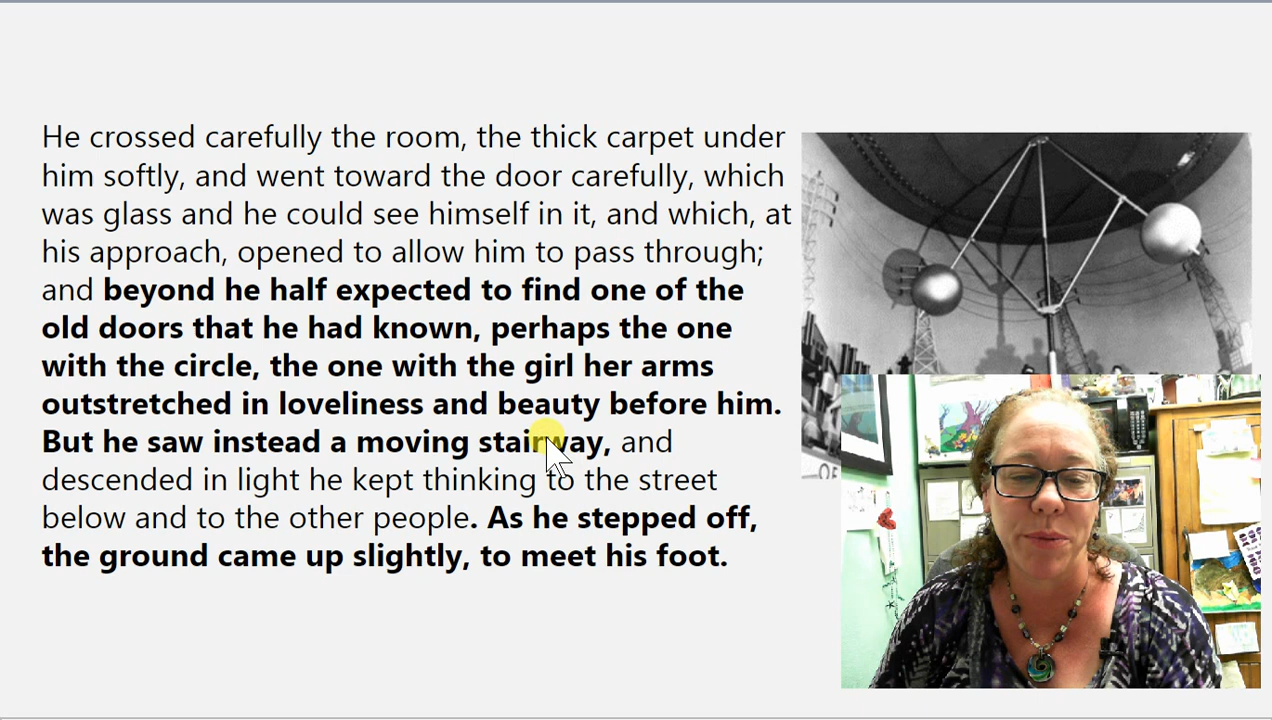 He crossed carefully the room, the thick carpet under
him softly, and went toward the door carefully, which
was glass and he could see himself in it, and which, at
his approach, opened to allow him to pass through;
and beyond he half expected to find one of the
old doors that he had known, perhaps the one
with the circle, the one with the girl her arms
outstretched in loveliness and beauty before him.
But he saw instead a moving stairway, and
descended in light he kept thinking to the street
below and to the other people. As he stepped off,
the ground came up slightly, to meet his foot.